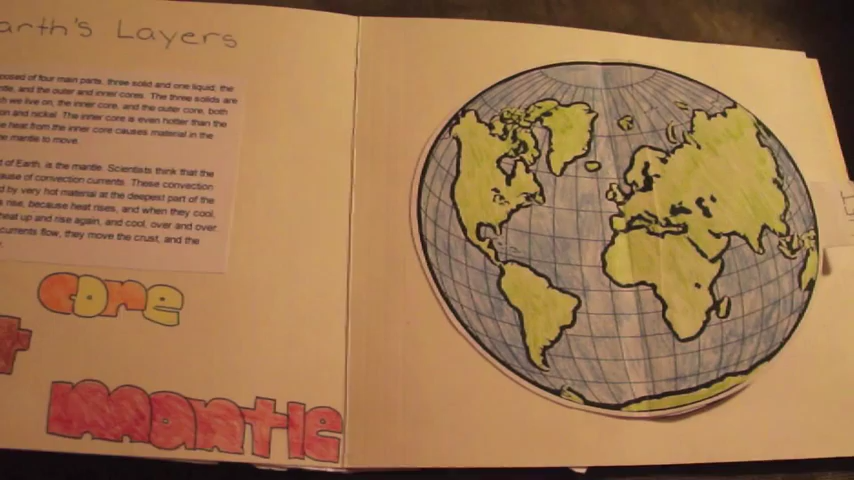 arth's Layers
posed of four main parts, three solid and one liquid, the
ntle, and the outer and inner cores. The three solids are
h we live on, the inner core, and the outer core, both
on and nickel. The inner core is even hotter than the
e heat from the inner core causes material in the
e mantle to move.
t of Earth, is the mantle. Scientists think that the
ause of convection currents. These convection
d by very hot material at the deepest part of the
s rise, because heat rises, and when they cool,
heat up and rise again, and cool, over and over.
currents flow, they move the crust, and the
core
t
mantle